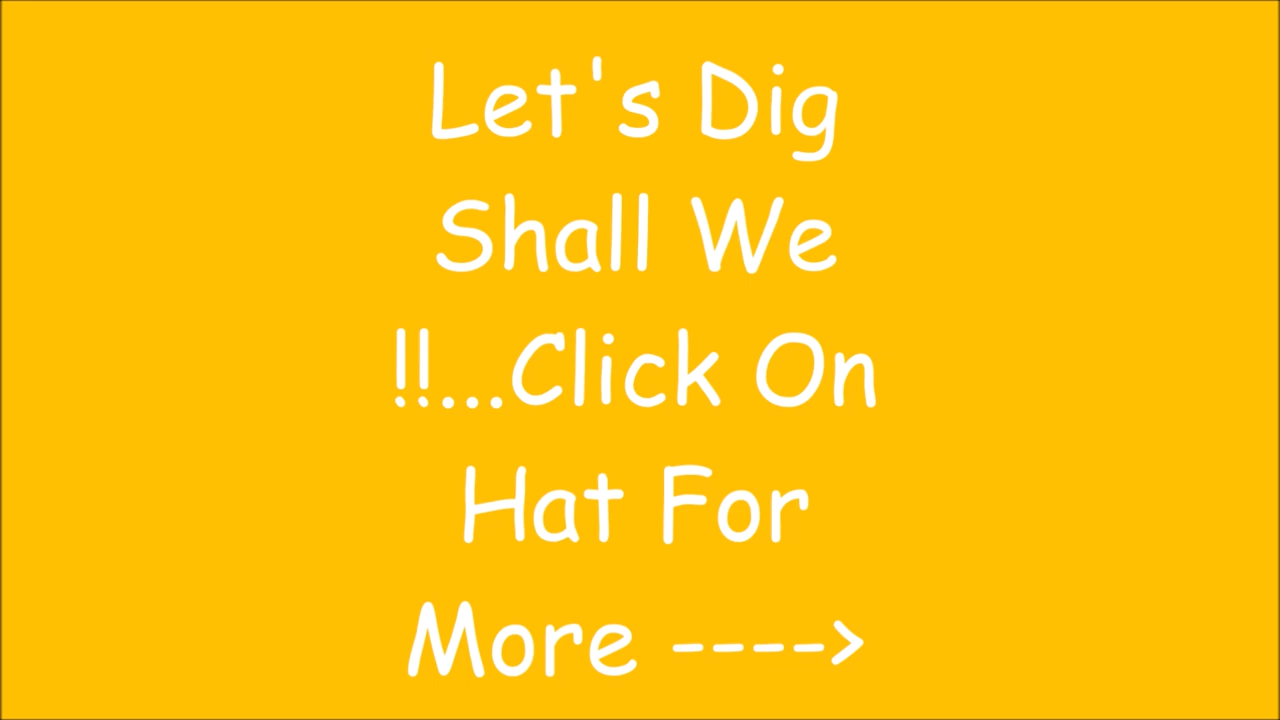 Let's Dig
Shall We
!!...Click On
Hat For
More ---->